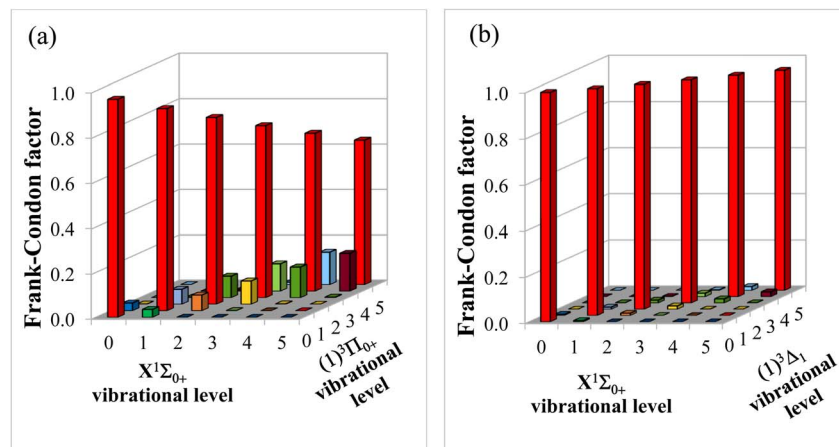 (a)
Frank-Condon factor
1.0
0.8
0.6
0.4
0.2
0.0
0 1 2 3 4 5
X¹Σ₀₊
vibrational level
0 1 2 3 4 5
(1)³Π₀₊
vibrational
level
(b)
Frank-Condon factor
1.0
0.8
0.6
0.4
0.2
0.0
0 1 2 3 4 5
X¹Σ₀₊
vibrational level
0 1 2 3 4 5
(1)³Δ₁
vibrational
level